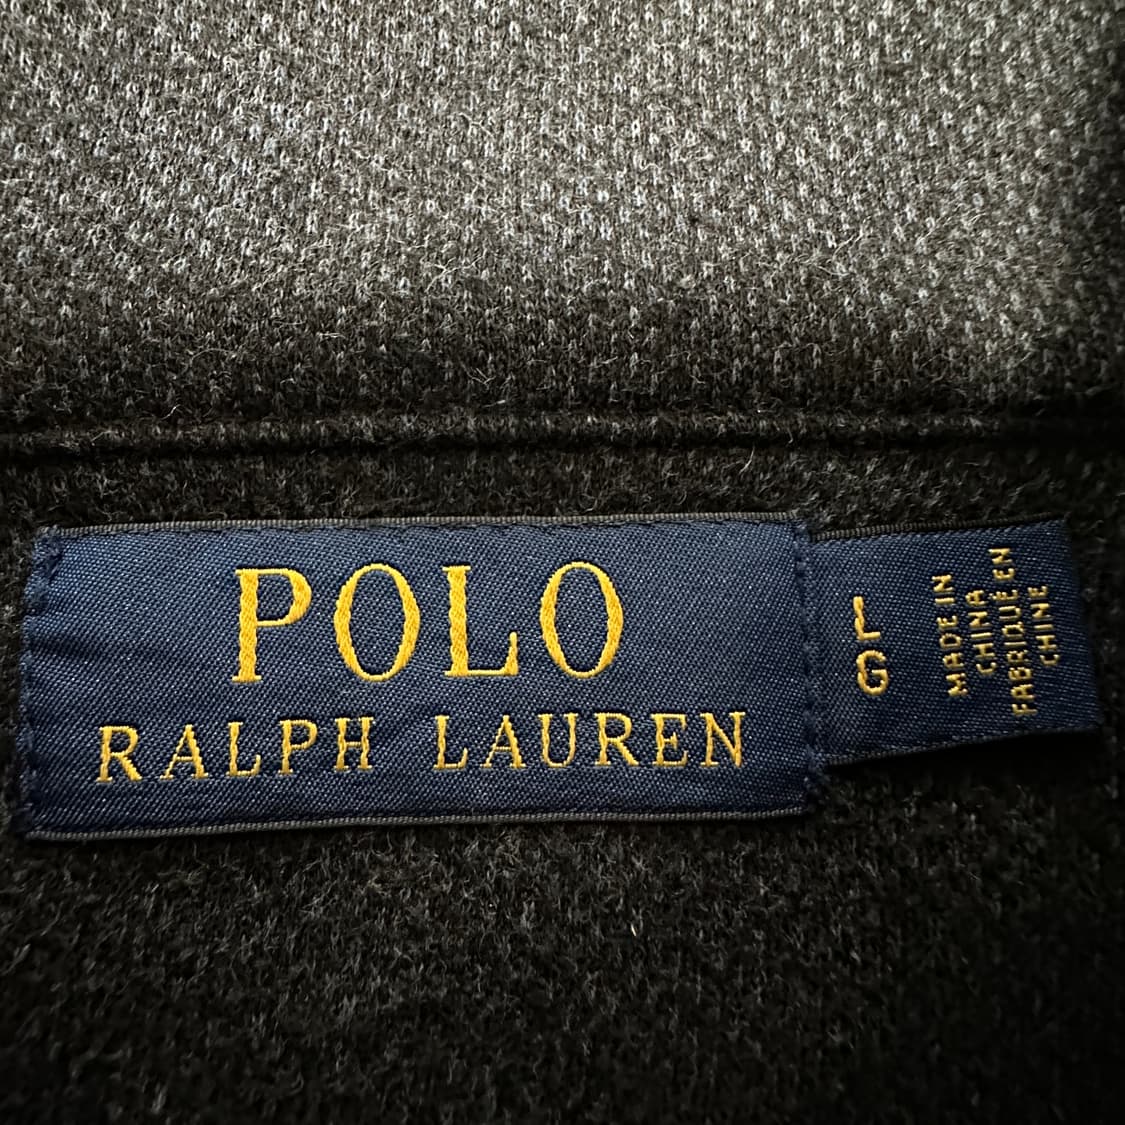 POLO
RALPH LAUREN
L
G
MADE IN
CHINA
FABRIQUÉ EN
CHINE